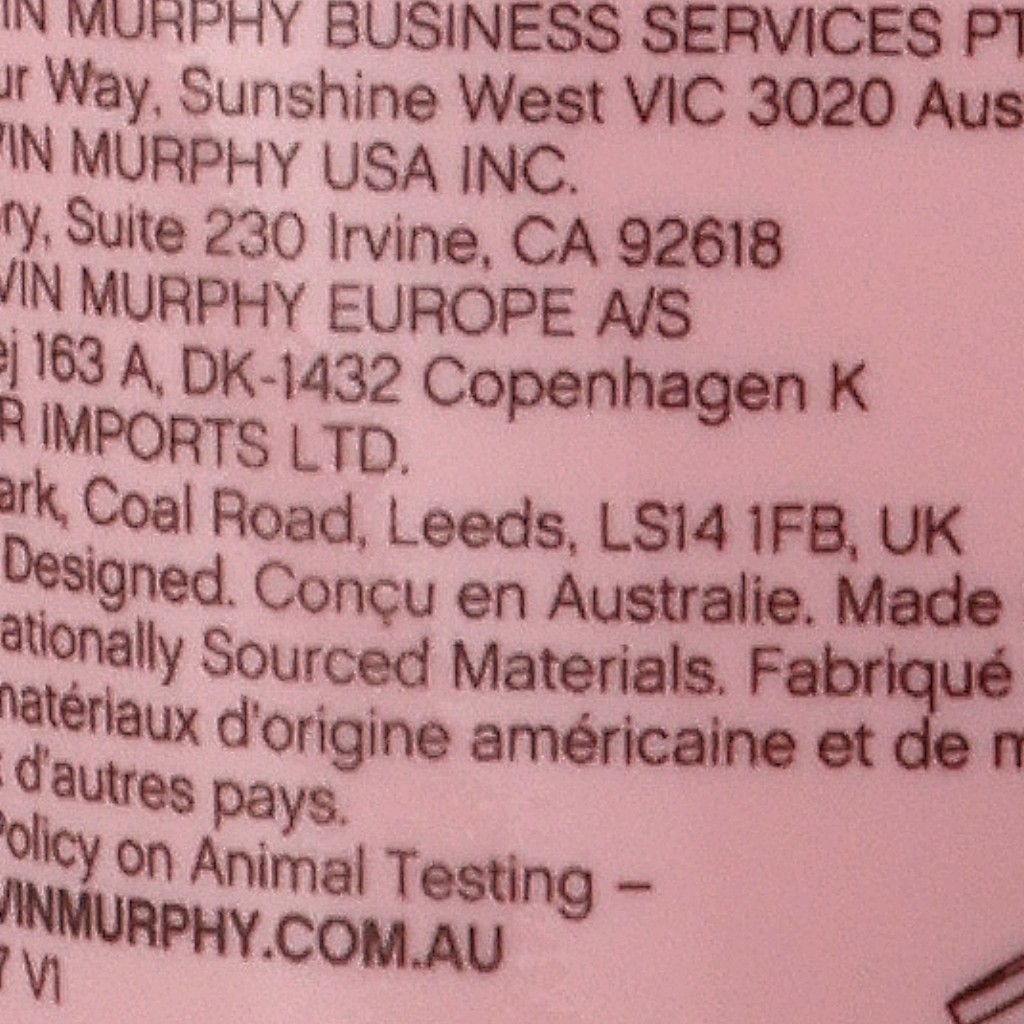 IN MURPHY BUSINESS SERVICES PT
ur Way, Sunshine West VIC 3020 Aus
VIN MURPHY USA INC.
ry, Suite 230 Irvine, CA 92618
VIN MURPHY EUROPE A/S
ej 163 A, DK-1432 Copenhagen K
R IMPORTS LTD.
ark, Coal Road, Leeds, LS14 1FB, UK
Designed. Conçu en Australie. Made
ationally Sourced Materials. Fabriqué
matériaux d'origine américaine et de m
d'autres pays.
Policy on Animal Testing –
VINMURPHY.COM.AU
7 V1